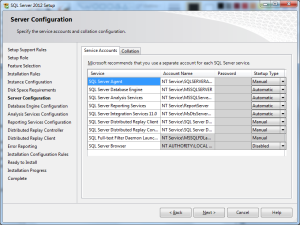 SQL Server 2012 Setup
Server Configuration
Specify the service accounts and collation configuration.
Setup Support Rules
Setup Role
Feature Selection
Installation Rules
Instance Configuration
Disk Space Requirements
Server Configuration
Database Engine Configuration
Analysis Services Configuration
Reporting Services Configuration
Distributed Replay Controller
Distributed Replay Client
Error Reporting
Installation Configuration Rules
Ready to Install
Installation Progress
Complete
Service Accounts Collation
Microsoft recommends that you use a separate account for each SQL Server service.
Service Account Name Password Startup Type
SQL Server Agent NT Service\SQLSERVERA... Manual
SQL Server Database Engine NT Service\MSSQLSERVER Automatic
SQL Server Analysis Services NT Service\MSSQLServe... Automatic
SQL Server Reporting Services NT Service\ReportServer Automatic
SQL Server Integration Services 11.0 NT Service\MsDtsServer... Automatic
SQL Server Distributed Replay Client NT Service\SQL Server D... Manual
SQL Server Distributed Replay Con... NT Service\SQL Server D... Manual
SQL Full-text Filter Daemon Launc... NT Service\MSSQLFDLa... Manual
SQL Server Browser NT AUTHORITY\LOCAL ... Disabled
< Back Next > Cancel Help